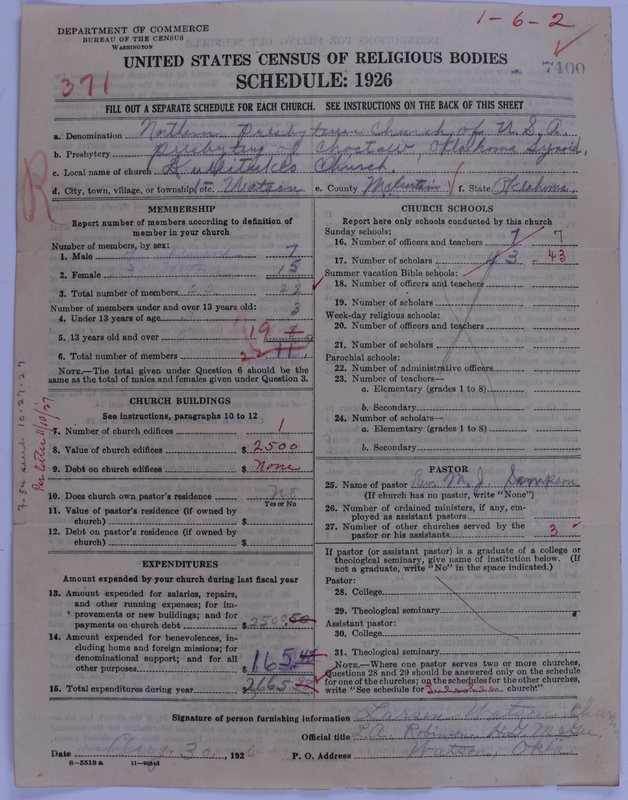 1-6-2
DEPARTMENT OF COMMERCE
BUREAU OF THE CENSUS
WASHINGTON
7400
UNITED STATES CENSUS OF RELIGIOUS BODIES
371
SCHEDULE: 1926
FILL OUT A SEPARATE SCHEDULE FOR EACH CHURCH. SEE INSTRUCTIONS ON THE BACK OF THIS SHEET
a. Denomination Northern Presbyterian Church, of U.S.A.
b. Presbytery Presbytery of Choctaw, Oklahoma Synod.
c. Local name of church Church
d. City, town, village, or township, etc. Watson e. County McCurtain f. State Oklahoma.
R
MEMBERSHIP
Report number of members according to definition of
member in your church
Number of members, by sex:
1. Male 7
2. Female 15
3. Total number of members 22
Number of members under and over 13 years old:
4. Under 13 years of age 3
5. 13 years old and over 19
6. Total number of members 22 11
NOTE.—The total given under Question 6 should be the
same as the total of males and females given under Question 3.
CHURCH BUILDINGS
See instructions, paragraphs 10 to 12
7. Number of church edifices 1
8. Value of church edifices $ 2500
9. Debt on church edifices $ None
10. Does church own pastor's residence
Yes or No
11. Value of pastor's residence (if owned by
church) $
12. Debt on pastor's residence (if owned by
church) $
EXPENDITURES
Amount expended by your church during last fiscal year
13. Amount expended for salaries, repairs,
and other running expenses; for im-
provements or new buildings; and for
payments on church debt $
14. Amount expended for benevolences, in-
cluding home and foreign missions; for
denominational support; and for all
other purposes $ 165
15. Total expenditures during year $
CHURCH SCHOOLS
Report here only schools conducted by this church
Sunday schools:
16. Number of officers and teachers 7 7
17. Number of scholars 43 43
Summer vacation Bible schools:
18. Number of officers and teachers
19. Number of scholars
Week-day religious schools:
20. Number of officers and teachers
21. Number of scholars
Parochial schools:
22. Number of administrative officers
23. Number of teachers—
a. Elementary (grades 1 to 8)
b. Secondary
24. Number of scholars—
a. Elementary (grades 1 to 8)
b. Secondary
PASTOR
25. Name of pastor Rev. M. J.
(If church has no pastor, write "None")
26. Number of ordained ministers, if any, em-
ployed as assistant pastors
27. Number of other churches served by the
pastor or his assistants 3
If pastor (or assistant pastor) is a graduate of a college or
theological seminary, give name of institution below. (If
not a graduate, write "No" in the space indicated.)
Pastor:
28. College
29. Theological seminary
Assistant pastor:
30. College
31. Theological seminary
NOTE.—Where one pastor serves two or more churches,
Questions 28 and 29 should be answered only on the schedule
for one of the churches; on the schedules for the other churches,
write "See schedule for church"
Signature of person furnishing information Watson
Official title Robinson
Date Aug. 30, 1926 P. O. Address Watson, Okla.
8-5518 a